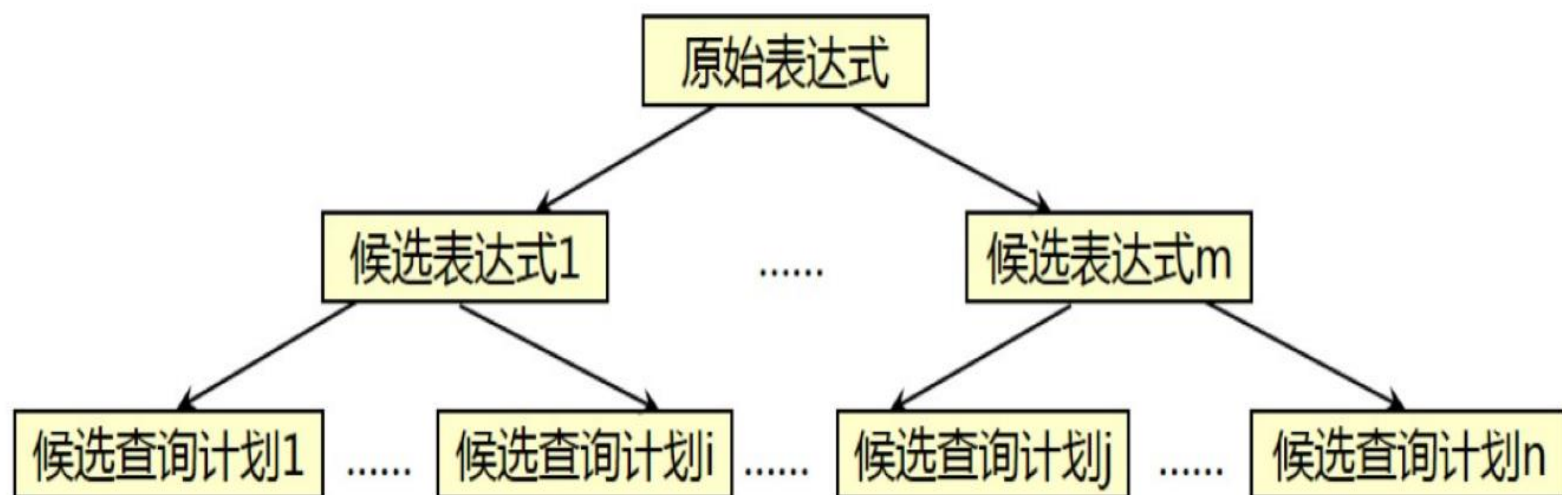 原始表达式
候选表达式1 ...... 候选表达式m
候选查询计划1 ...... 候选查询计划i ...... 候选查询计划j ...... 候选查询计划n